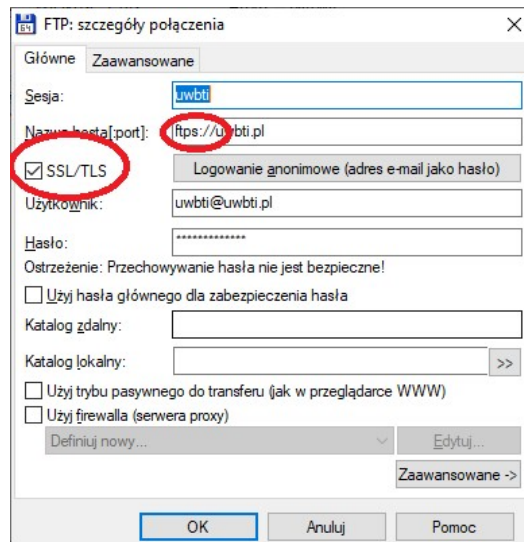 FTP: szczegóły połączenia
Główne Zaawansowane
Sesja: uwbti
Nazwa hosta[:port]: ftps://uwbti.pl
SSL/TLS Logowanie anonimowe (adres e-mail jako hasło)
Użytkownik: uwbti@uwbti.pl
Hasło: *************
Ostrzeżenie: Przechowywanie hasła nie jest bezpieczne!
Użyj hasła głównego dla zabezpieczenia hasła
Katalog zdalny:
Katalog lokalny: >>
Użyj trybu pasywnego do transferu (jak w przeglądarce WWW)
Użyj firewalla (serwera proxy)
Definiuj nowy... Edytuj...
Zaawansowane ->
OK Anuluj Pomoc